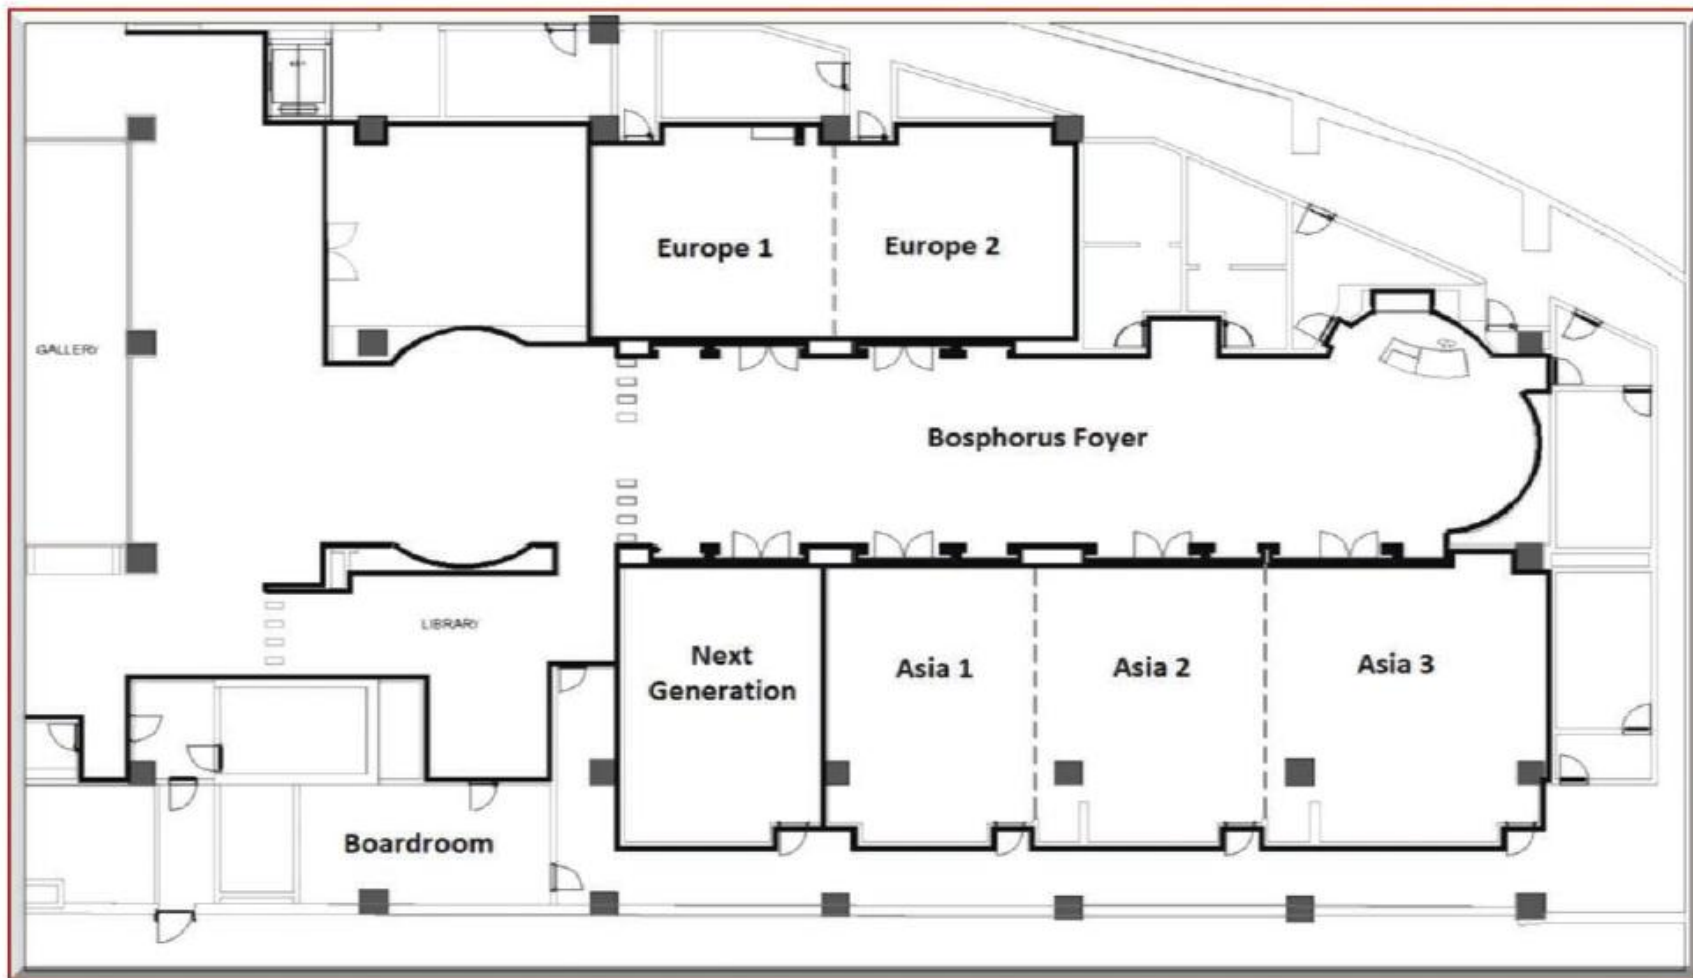 Europe 1
Europe 2
GALLERY
Bosphorus Foyer
LIBRARY
Next
Generation
Asia 1
Asia 2
Asia 3
Boardroom